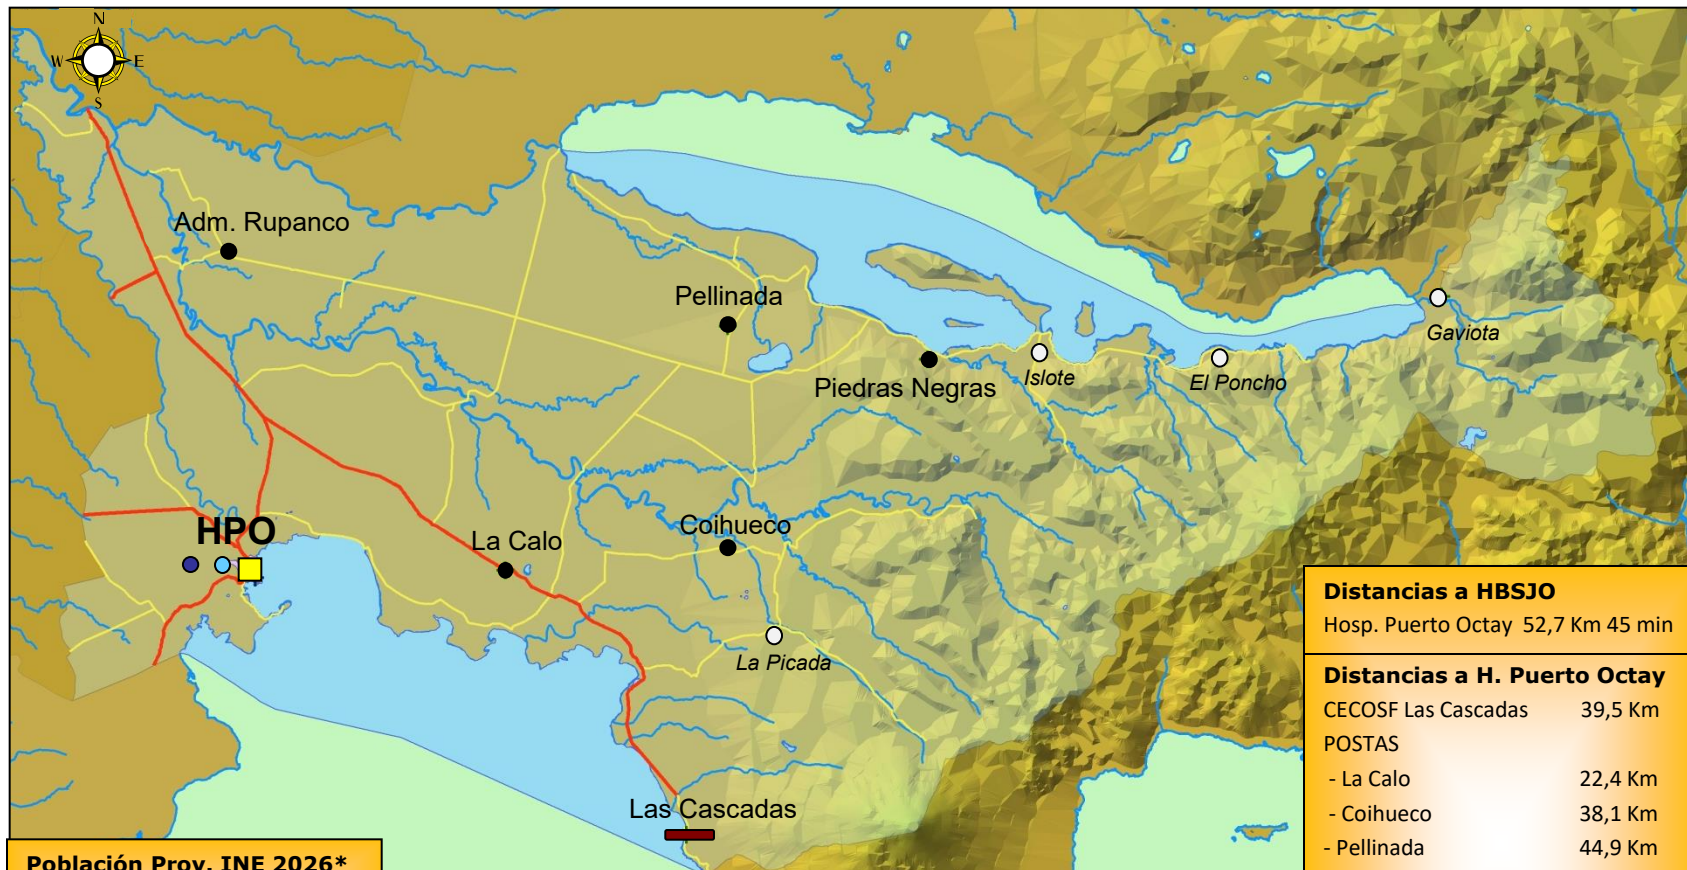 N
W E
S
Adm. Rupanco
Pellinada
Gaviota
Piedras Negras
Islote
El Poncho
HPO
La Calo
Coihueco
La Picada
Las Cascadas
Distancias a HBSJO
Hosp. Puerto Octay 52,7 Km 45 min
Distancias a H. Puerto Octay
CECOSF Las Cascadas 39,5 Km
POSTAS
- La Calo 22,4 Km
- Coihueco 38,1 Km
- Pellinada 44,9 Km
Población Proy. INE 2026*